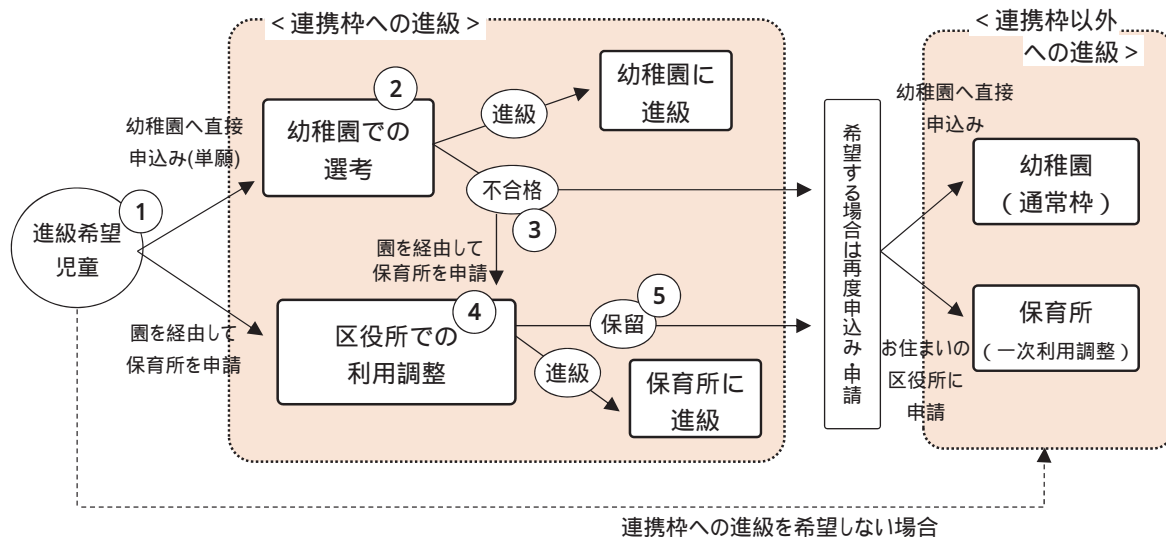 ＜連携枠への進級＞
＜連携枠以外
への進級＞
②
幼稚園での
選考
進級
幼稚園に
進級
幼稚園へ直接
申込み(単願)
不合格
③
①
進級希望
児童
園を経由して
保育所を申請
園を経由して
保育所を申請
④
区役所での
利用調整
⑤
保留
進級
保育所に
進級
希望する場合は再度申込み・申請
幼稚園へ直接
申込み
幼稚園
（通常枠）
保育所
（一次利用調整）
お住まいの
区役所に
申請
連携枠への進級を希望しない場合